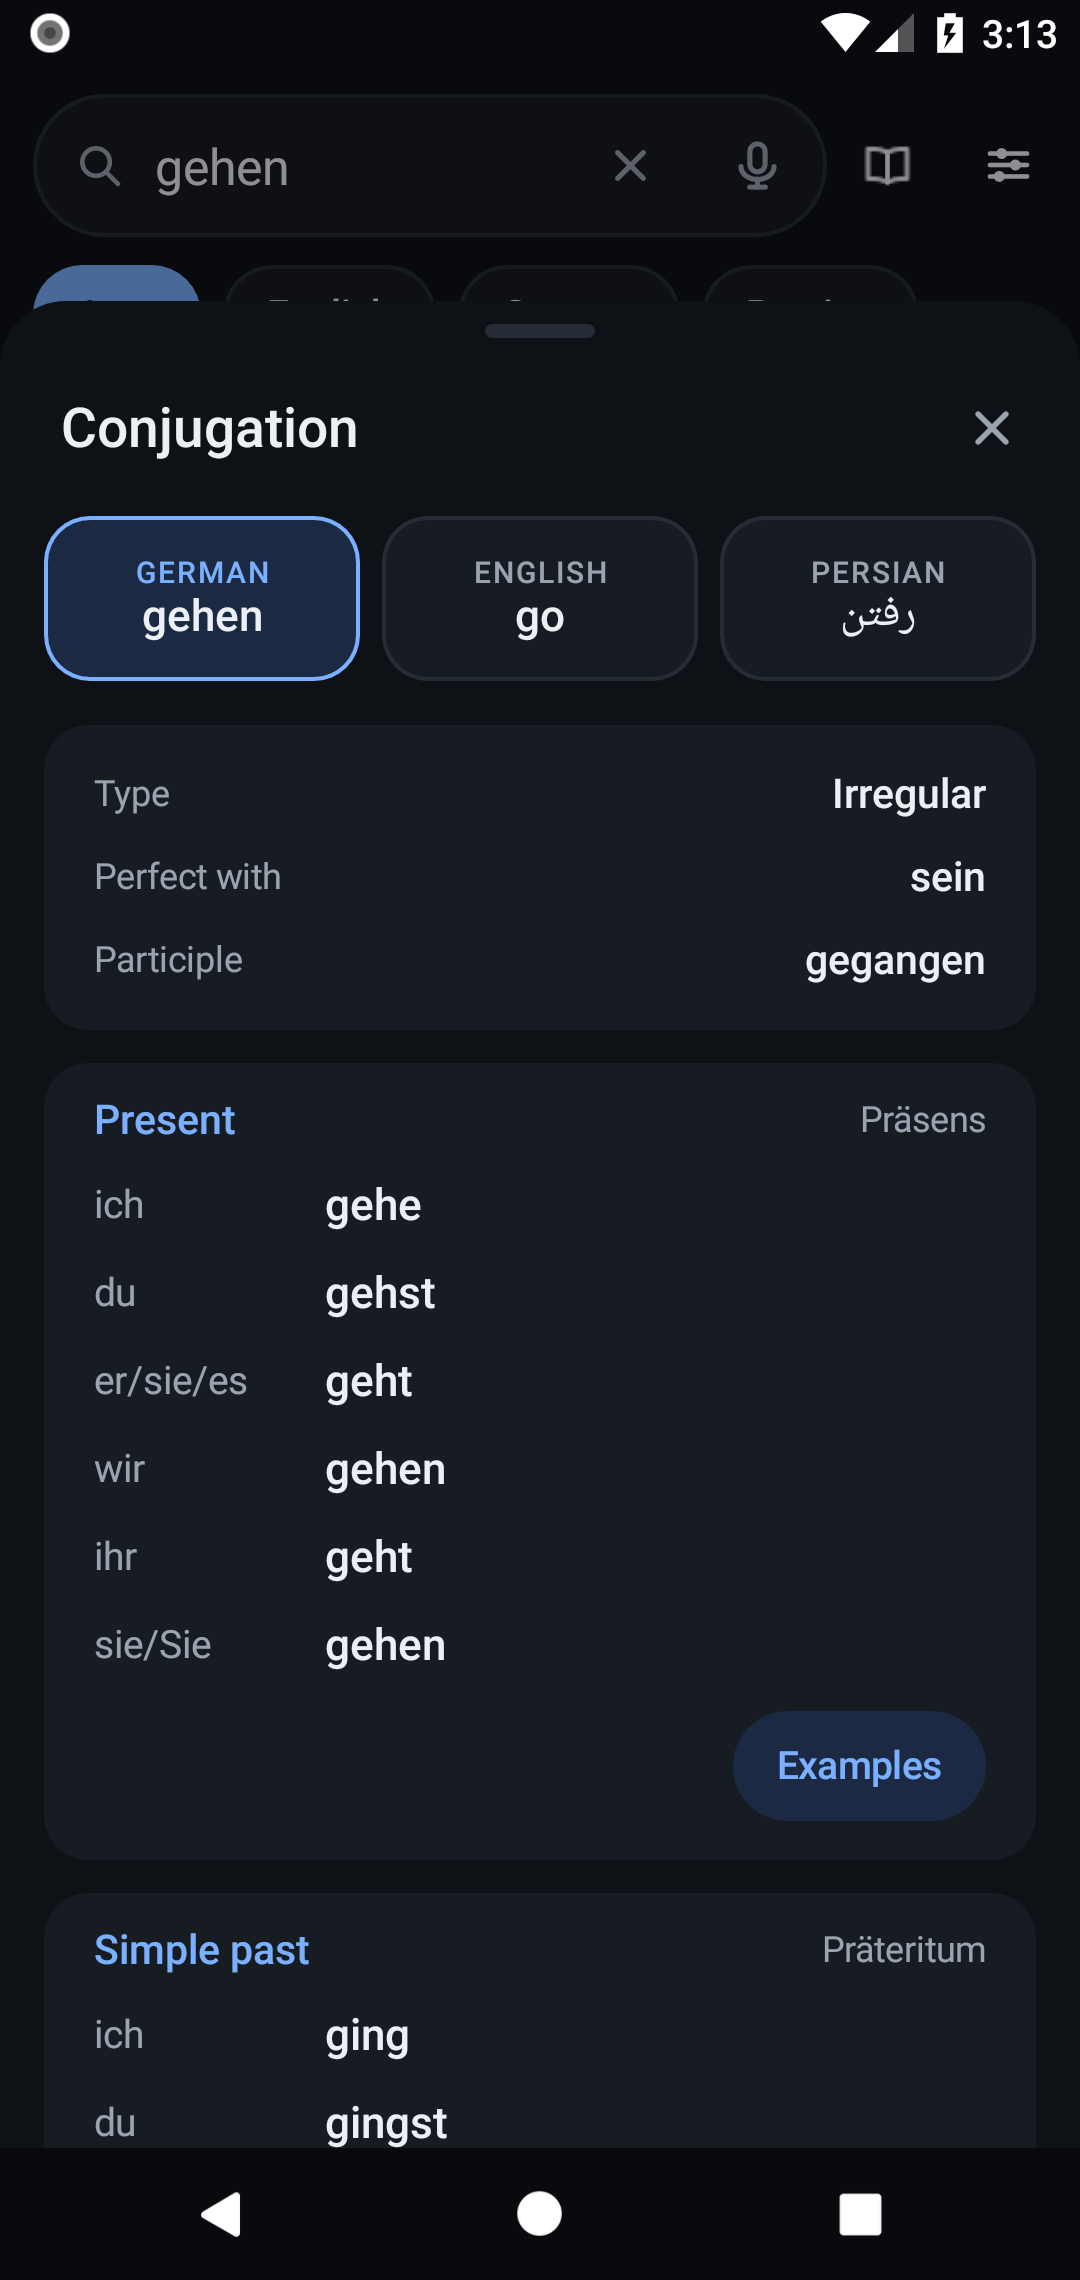 3:13
gehen
Conjugation
GERMAN
gehen
ENGLISH
go
PERSIAN
رفتن
Type Irregular
Perfect with sein
Participle gegangen
Present Präsens
ich gehe
du gehst
er/sie/es geht
wir gehen
ihr geht
sie/Sie gehen
Examples
Simple past Präteritum
ich ging
du gingst